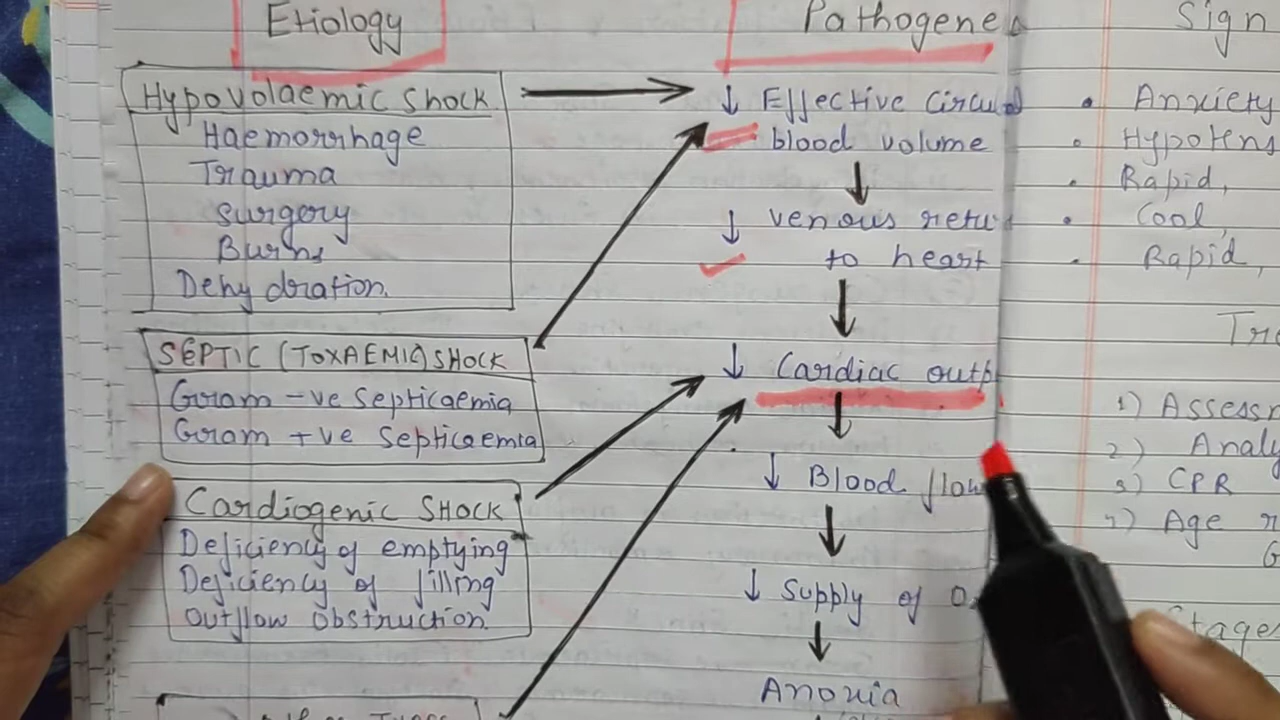 Etiology
Hypovolaemic Shock
Haemorrhage
Trauma
Surgery
Burns
Dehydration
SEPTIC (TOXAEMIC) SHOCK
Gram -ve Septicaemia
Gram +ve Septicaemia
Cardiogenic SHOCK
Deficiency of emptying
Deficiency of filling
Outflow obstruction
Pathogene
↓ Effective circul
blood volume
↓
↓ venous retu
to heart
↓
↓ Cardiac outp
↓
↓ Blood flow
↓
↓ Supply of O
↓
Anoxia
Sign
• Anxiety
• Hypotens
• Rapid,
• Cool,
• Rapid,
Tr
1) Assess
2) Analy
3) CPR
4) Age
Stage